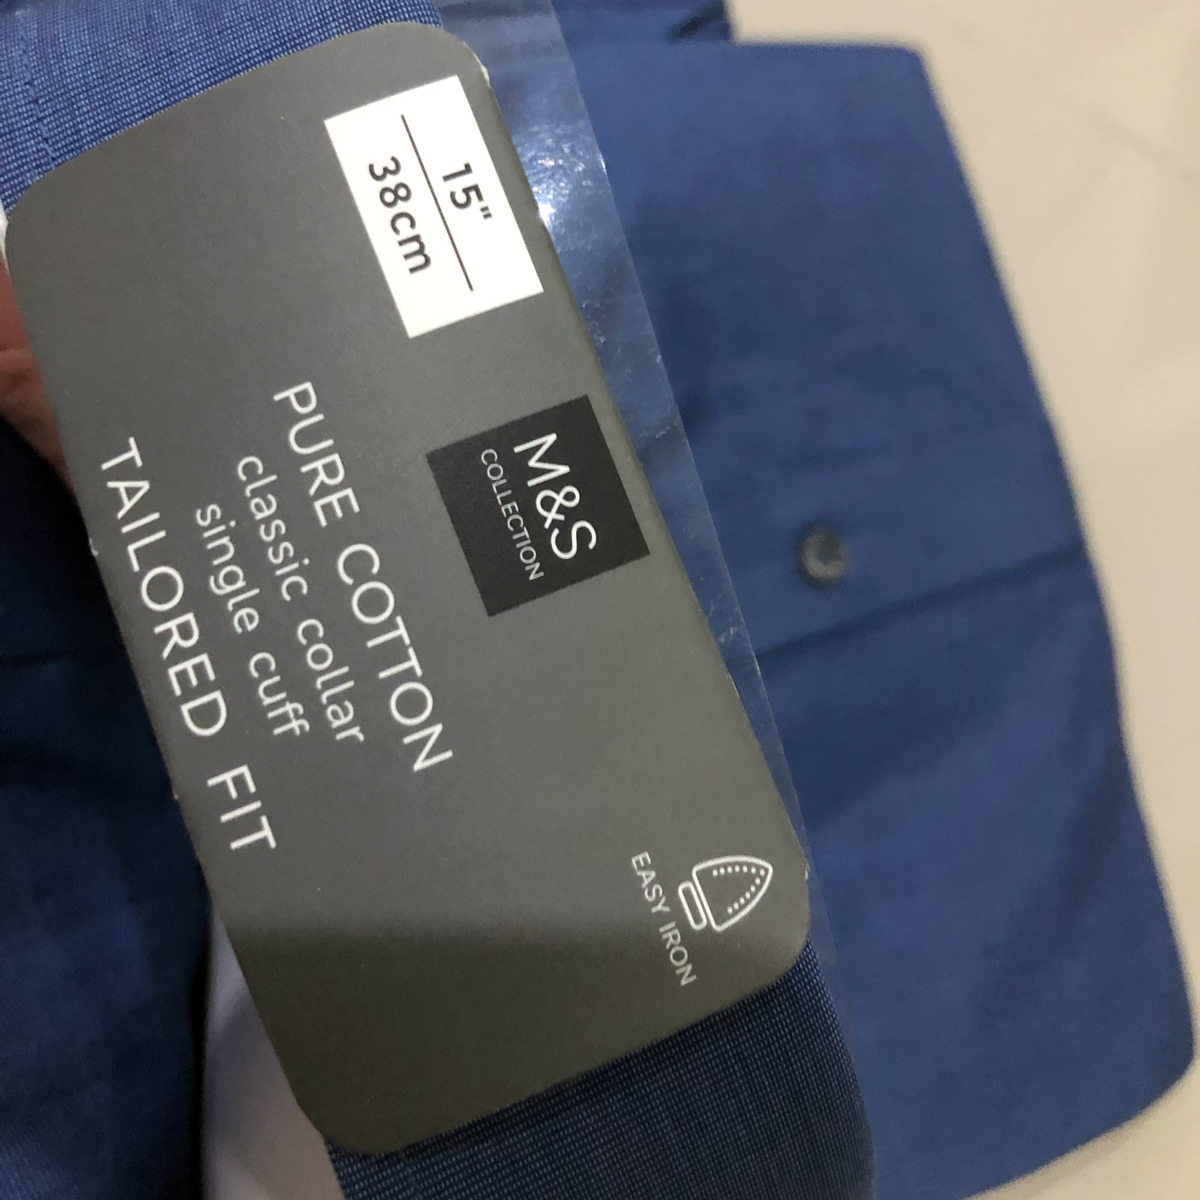 15"
38cm
M&S
COLLECTION
EASY IRON
PURE COTTON
classic collar
single cuff
TAILORED FIT